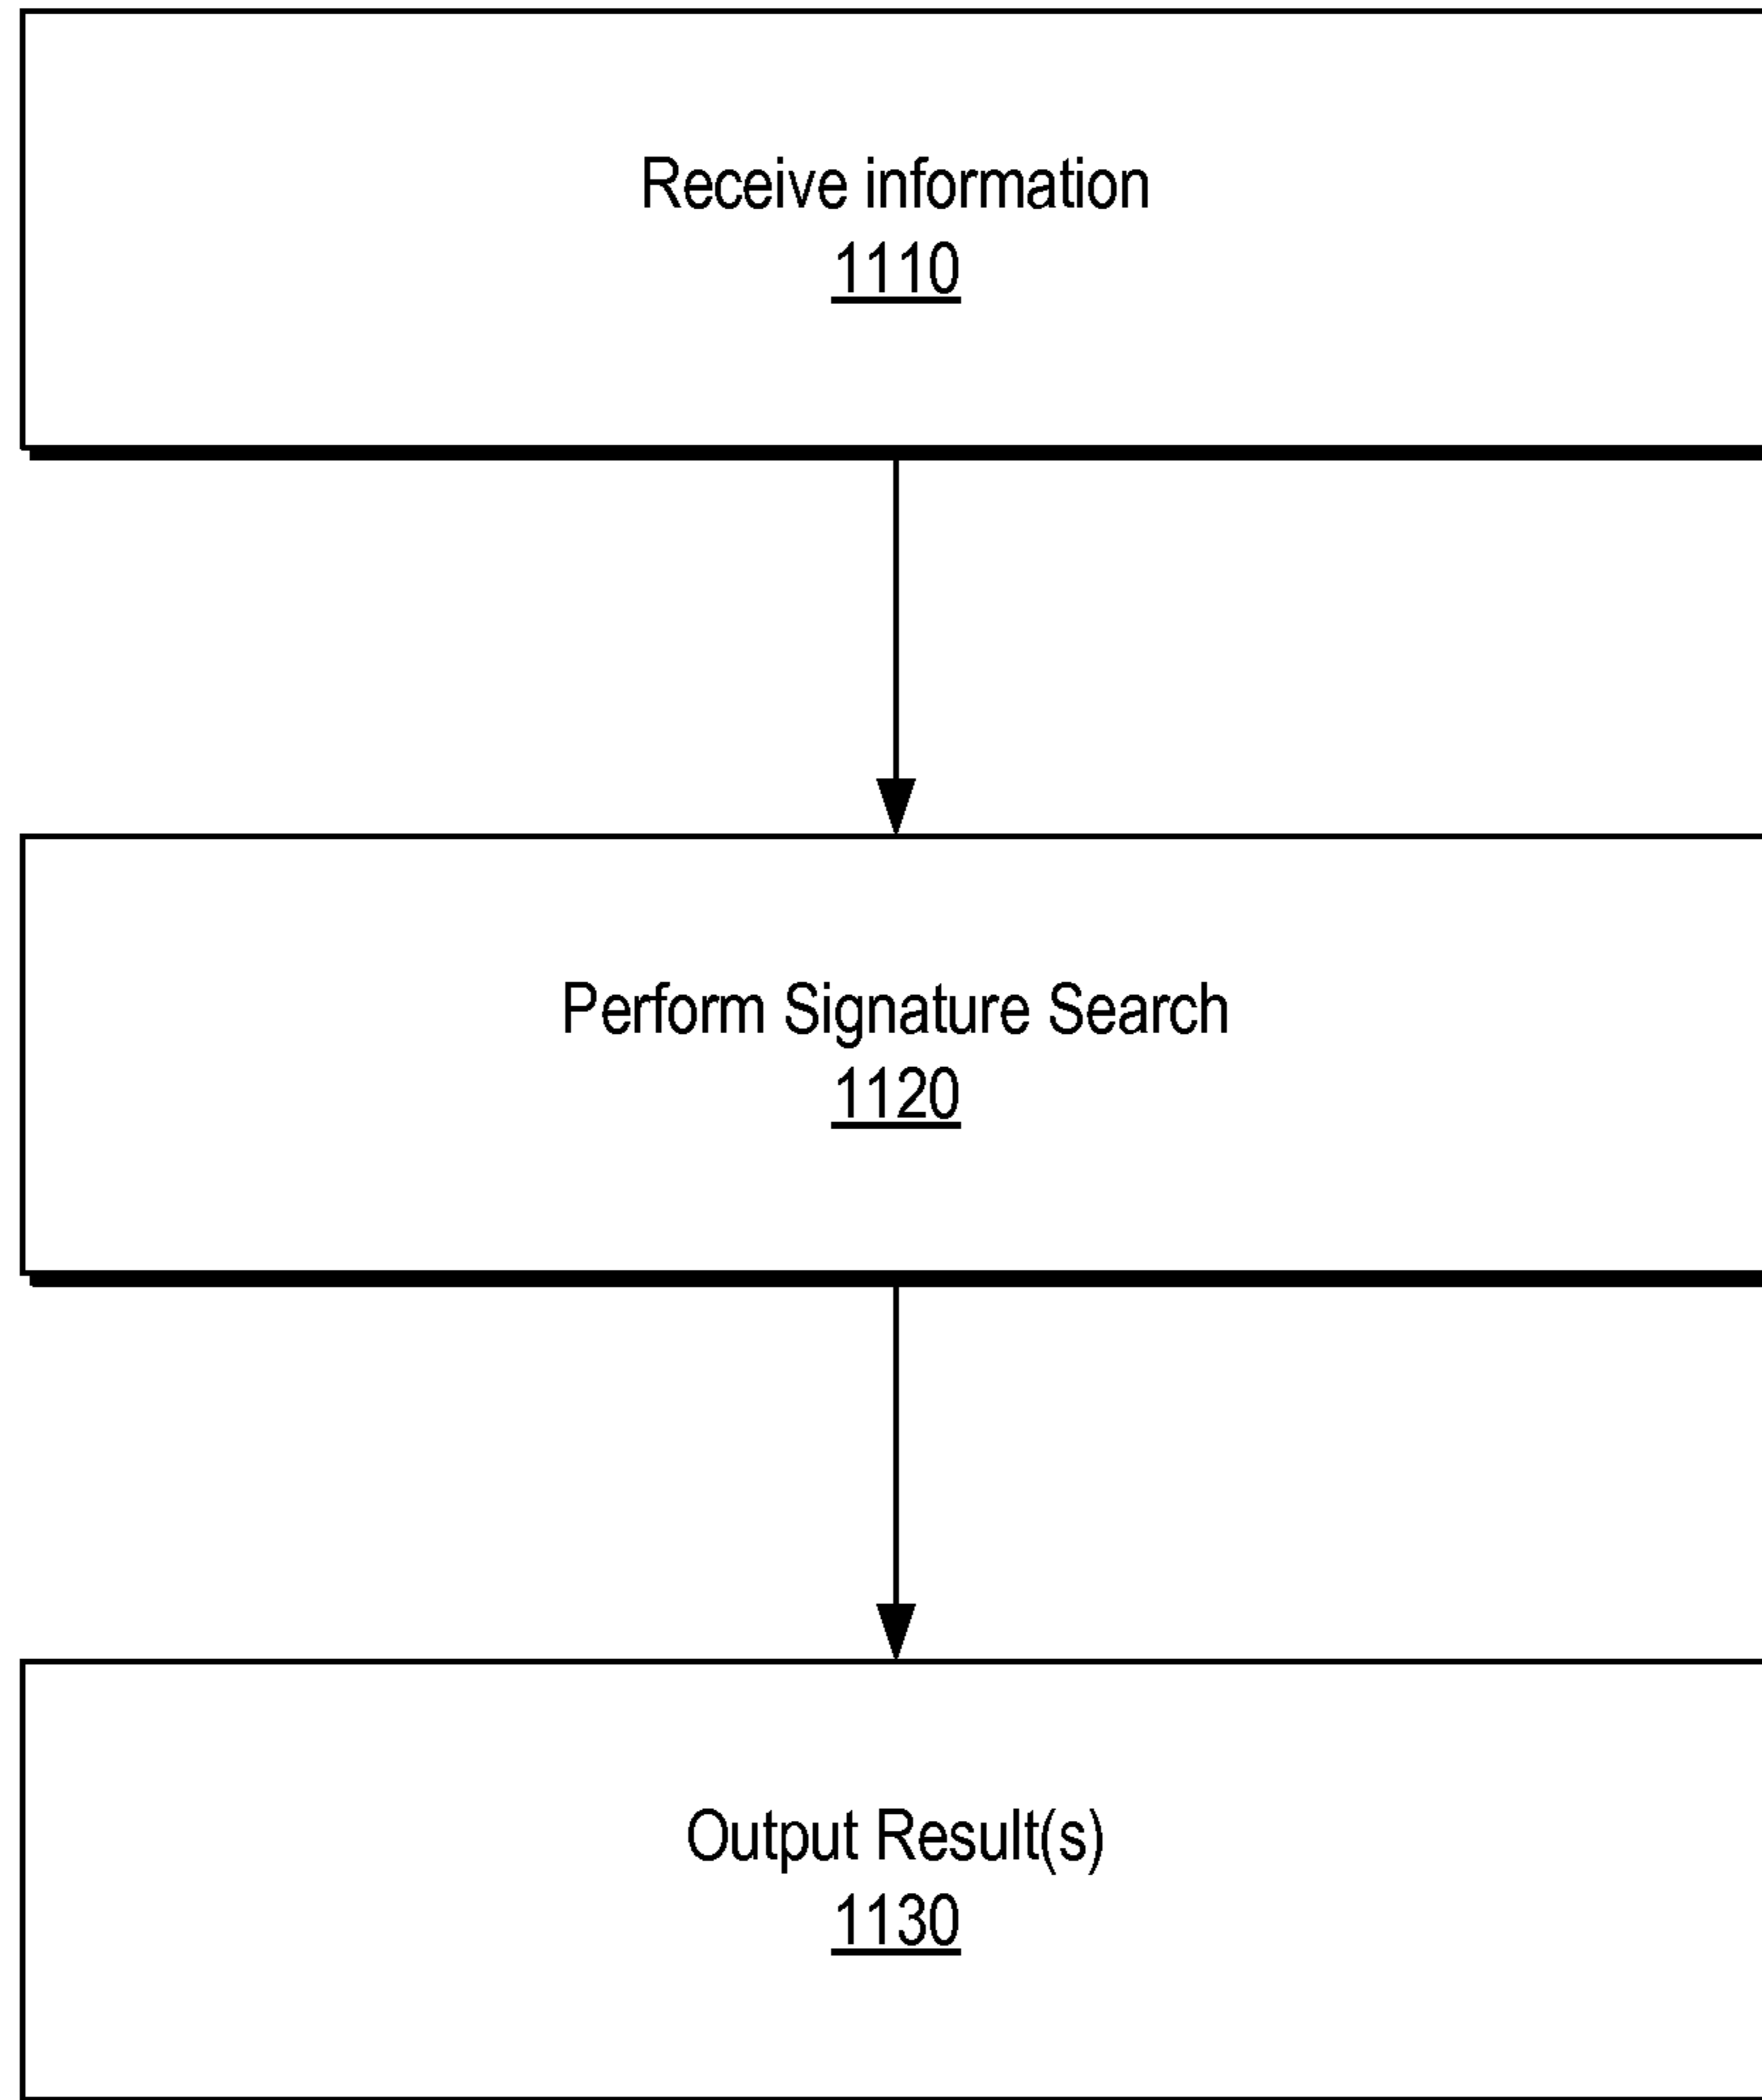 Receive information
1110
Perform Signature Search
1120
Output Result(s)
1130